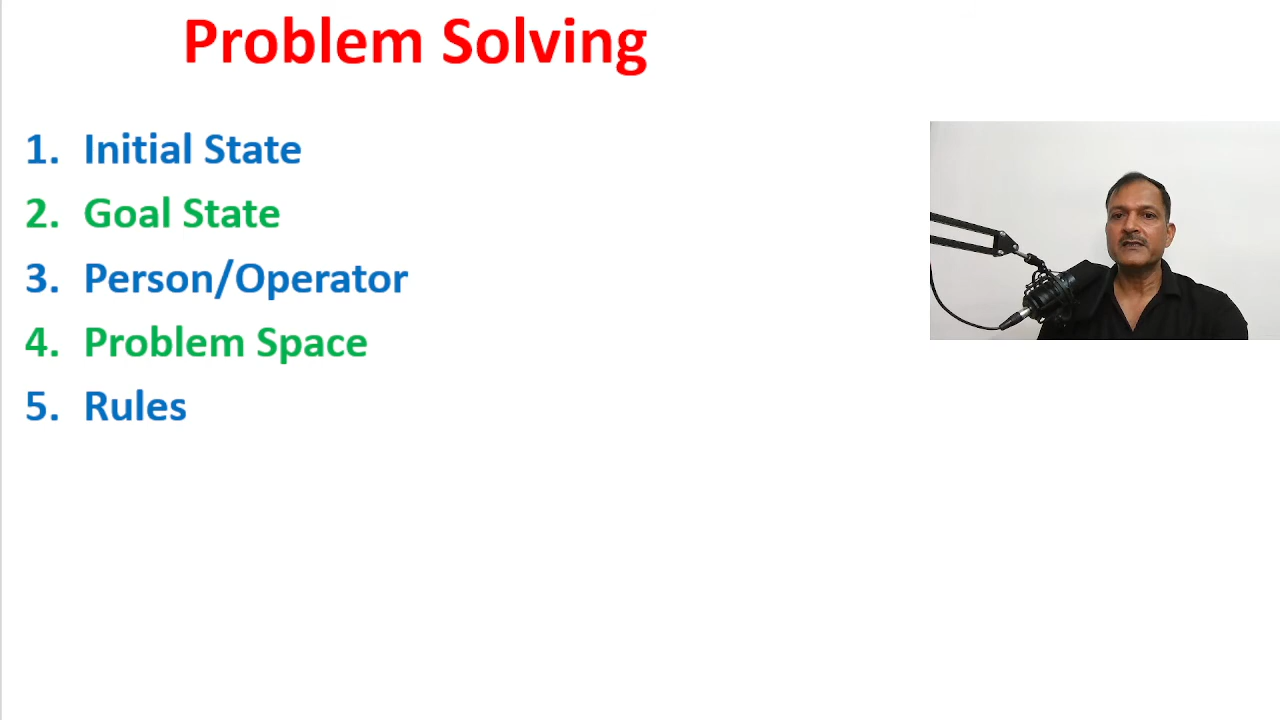 Problem Solving
1. Initial State
2. Goal State
3. Person/Operator
4. Problem Space
5. Rules